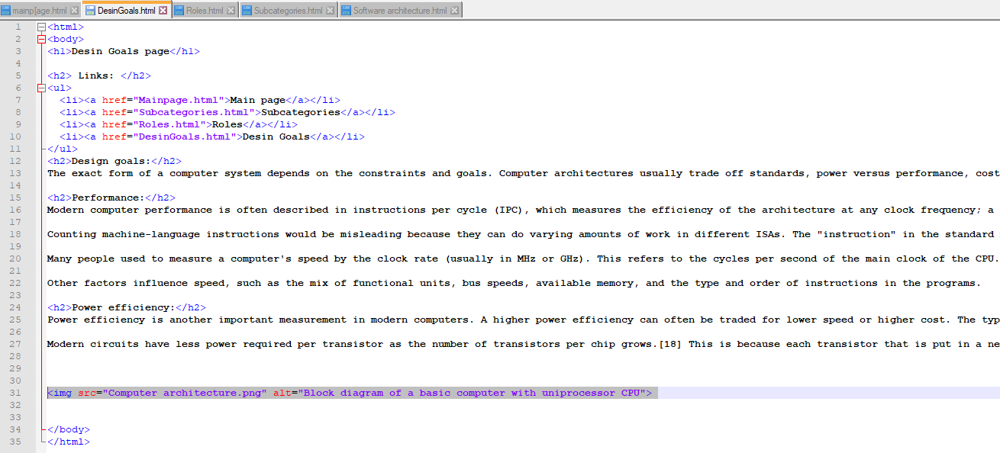 mainp[age.html DesinGoals.html Roles.html Subcategories.html Software architecture.html
1 <html>
2 <body>
3 <h1>Desin Goals page</h1>
4
5 <h2> Links: </h2>
6 <ul>
7 <li><a href="Mainpage.html">Main page</a></li>
8 <li><a href="Subcategories.html">Subcategories</a></li>
9 <li><a href="Roles.html">Roles</a></li>
10 <li><a href="DesinGoals.html">Desin Goals</a></li>
11 </ul>
12 <h2>Design goals:</h2>
13 The exact form of a computer system depends on the constraints and goals. Computer architectures usually trade off standards, power versus performance, cost
14
15 <h2>Performance:</h2>
16 Modern computer performance is often described in instructions per cycle (IPC), which measures the efficiency of the architecture at any clock frequency; a
17
18 Counting machine-language instructions would be misleading because they can do varying amounts of work in different ISAs. The "instruction" in the standard
19
20 Many people used to measure a computer's speed by the clock rate (usually in MHz or GHz). This refers to the cycles per second of the main clock of the CPU.
21
22 Other factors influence speed, such as the mix of functional units, bus speeds, available memory, and the type and order of instructions in the programs.
23
24 <h2>Power efficiency:</h2>
25 Power efficiency is another important measurement in modern computers. A higher power efficiency can often be traded for lower speed or higher cost. The typ
26
27 Modern circuits have less power required per transistor as the number of transistors per chip grows.[18] This is because each transistor that is put in a ne
28
29
30
31 <img src="Computer architecture.png" alt="Block diagram of a basic computer with uniprocessor CPU">
32
33
34 </body>
35 </html>